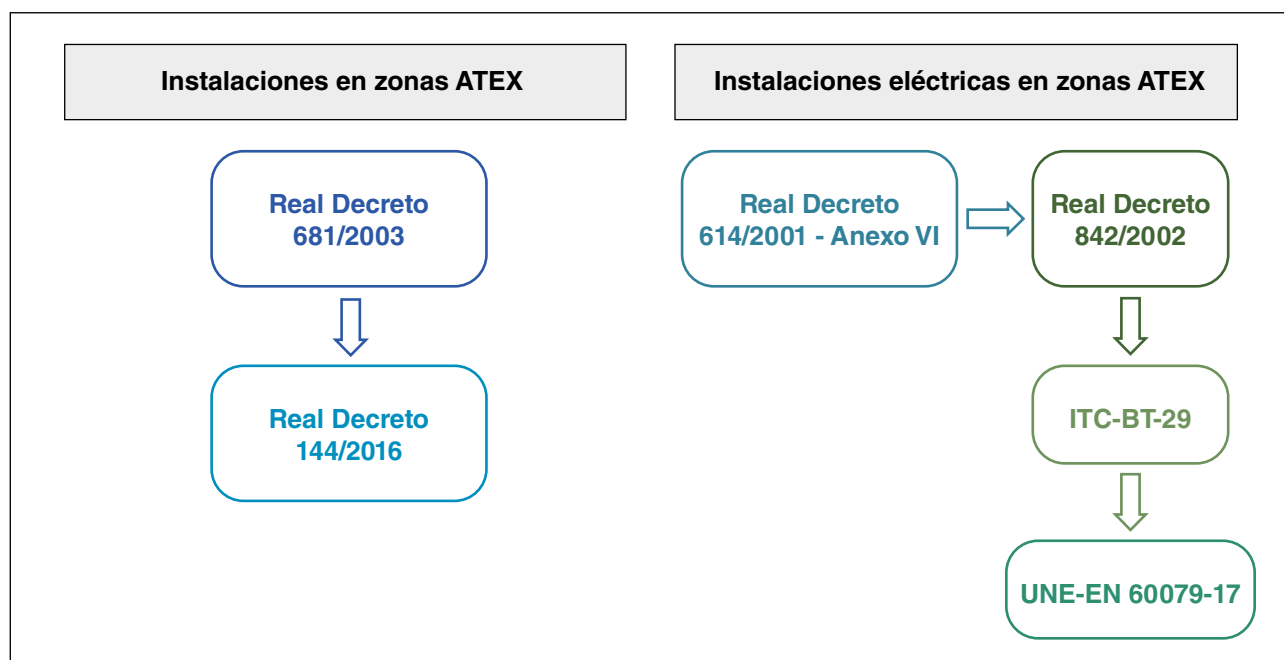 Instalaciones en zonas ATEX
Real Decreto
681/2003
Real Decreto
144/2016
Instalaciones eléctricas en zonas ATEX
Real Decreto
614/2001 - Anexo VI
Real Decreto
842/2002
ITC-BT-29
UNE-EN 60079-17